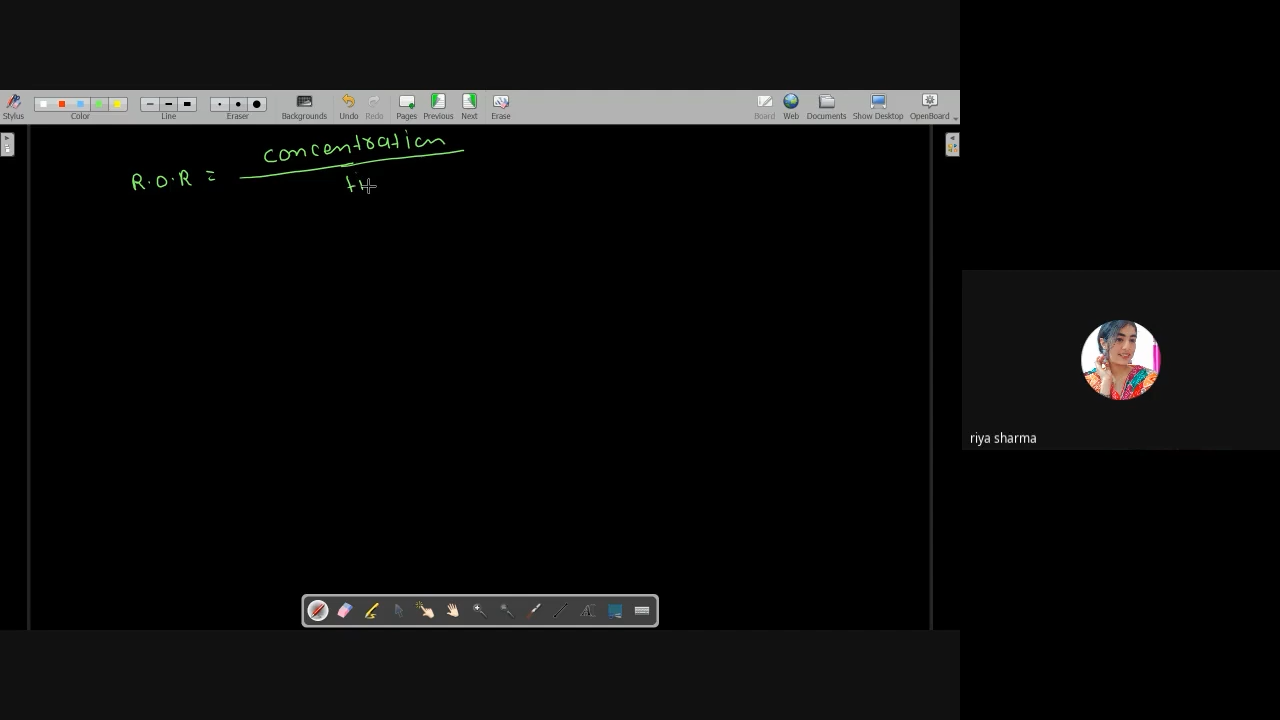 Stylus Color Line Eraser Backgrounds Undo Redo Pages Previous Next Erase Board Web Documents Show Desktop OpenBoard
concentration
R.O.R =
ti
riya sharma